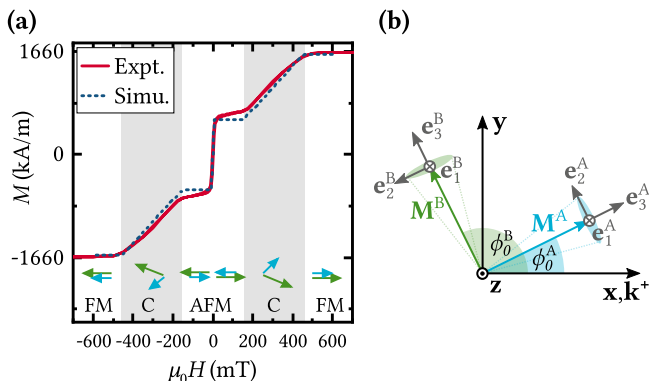 (a)
1660
0
-1660
M (kA/m)
Expt.
Simu.
FM C AFM C FM
-600 -400 -200 0 200 400 600
μ₀H (mT)
(b)
y
e₃ᴮ
e₁ᴮ
e₂ᴮ
Mᴮ
e₂ᴬ
e₃ᴬ
e₁ᴬ
Mᴬ
ϕ₀ᴮ
ϕ₀ᴬ
z
x,k⁺